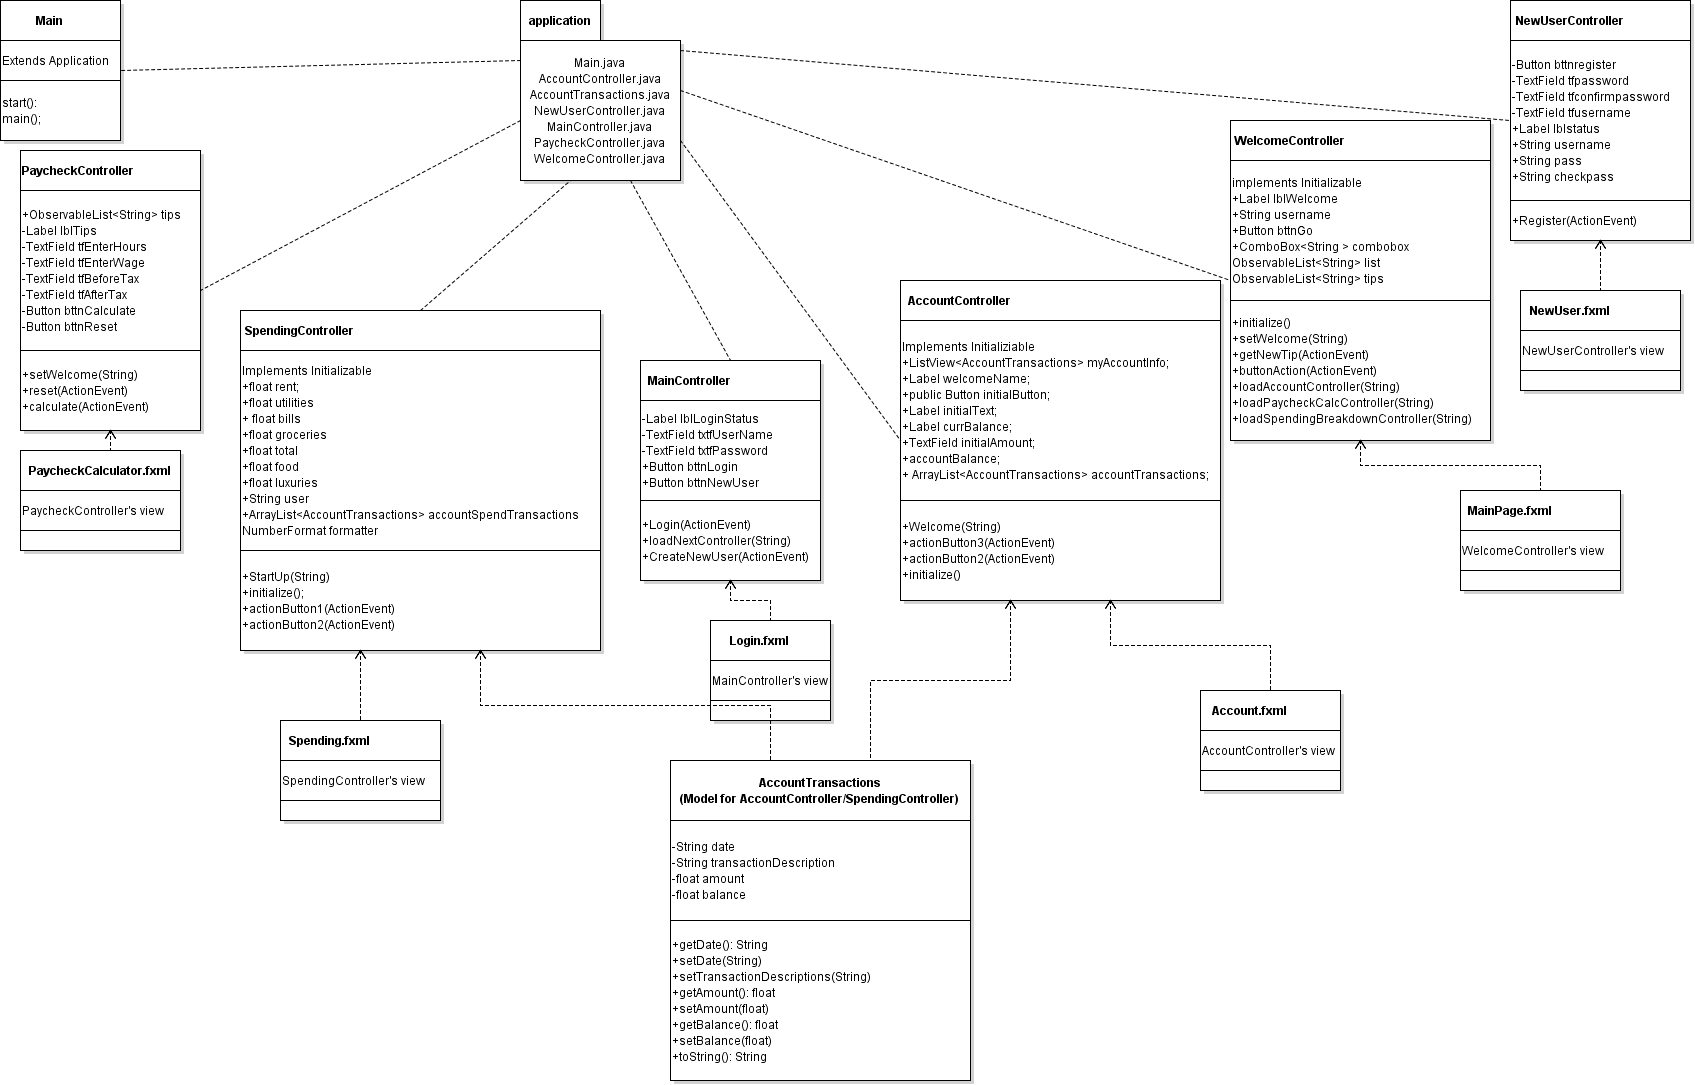 Main
Extends Application
start():
main();
application
Main.java
AccountController.java
AccountTransactions.java
NewUserController.java
MainController.java
PaycheckController.java
WelcomeController.java
NewUserController
-Button bttnregister
-TextField tfpassword
-TextField tfconfirmpassword
-TextField tfusername
+Label lblstatus
+String username
+String pass
+String checkpass
+Register(ActionEvent)
WelcomeController
implements Initializable
+Label lblWelcome
+String username
+Button bttnGo
+ComboBox<String > combobox
ObservableList<String> list
ObservableList<String> tips
+initialize()
+setWelcome(String)
+getNewTip(ActionEvent)
+buttonAction(ActionEvent)
+loadAccountController(String)
+loadPaycheckCalcController(String)
+loadSpendingBreakdownController(String)
PaycheckController
+ObservableList<String> tips
-Label lblTips
-TextField tfEnterHours
-TextField tfEnterWage
-TextField tfBeforeTax
-TextField tfAfterTax
-Button bttnCalculate
-Button bttnReset
+setWelcome(String)
+reset(ActionEvent)
+calculate(ActionEvent)
SpendingController
Implements Initializable
+float rent;
+float utilities
+ float bills
+float groceries
+float total
+float food
+float luxuries
+String user
+ArrayList<AccountTransactions> accountSpendTransactions
NumberFormat formatter
+StartUp(String)
+initialize();
+actionButton1(ActionEvent)
+actionButton2(ActionEvent)
MainController
-Label lblLoginStatus
-TextField txtfUserName
-TextField txtfPassword
+Button bttnLogin
+Button bttnNewUser
+Login(ActionEvent)
+loadNextController(String)
+CreateNewUser(ActionEvent)
AccountController
Implements Initializiable
+ListView<AccountTransactions> myAccountInfo;
+Label welcomeName;
+public Button initialButton;
+Label initialText;
+Label currBalance;
+TextField initialAmount;
+accountBalance;
+ ArrayList<AccountTransactions> accountTransactions;
+Welcome(String)
+actionButton3(ActionEvent)
+actionButton2(ActionEvent)
+initialize()
NewUser.fxml
NewUserController's view
PaycheckCalculator.fxml
PaycheckController's view
MainPage.fxml
WelcomeController's view
Login.fxml
MainController's view
Spending.fxml
SpendingController's view
Account.fxml
AccountController's view
AccountTransactions
(Model for AccountController/SpendingController)
-String date
-String transactionDescription
-float amount
-float balance
+getDate(): String
+setDate(String)
+setTransactionDescriptions(String)
+getAmount(): float
+setAmount(float)
+getBalance(): float
+setBalance(float)
+toString(): String